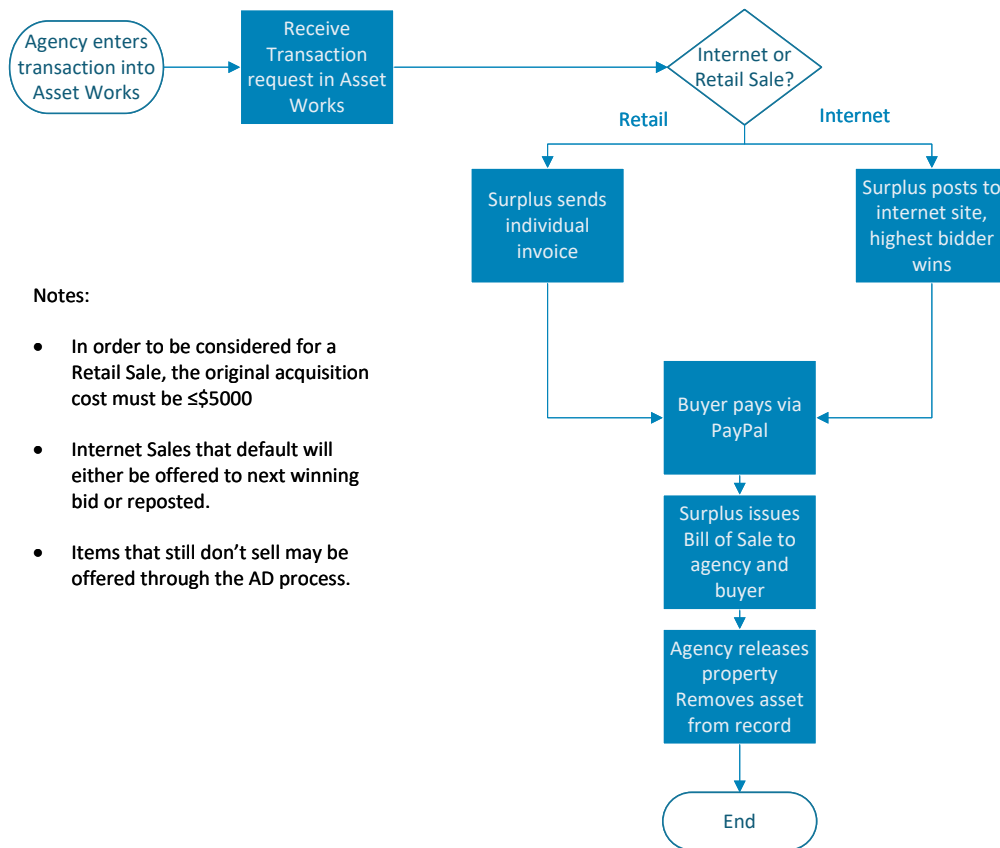 Agency enters
transaction into
Asset Works
Receive
Transaction
request in Asset
Works
Internet or
Retail Sale?
Retail
Internet
Surplus sends
individual
invoice
Surplus posts to
internet site,
highest bidder
wins
Notes:
• In order to be considered for a
Retail Sale, the original acquisition
cost must be ≤$5000
• Internet Sales that default will
either be offered to next winning
bid or reposted.
• Items that still don’t sell may be
offered through the AD process.
Buyer pays via
PayPal
Surplus issues
Bill of Sale to
agency and
buyer
Agency releases
property
Removes asset
from record
End